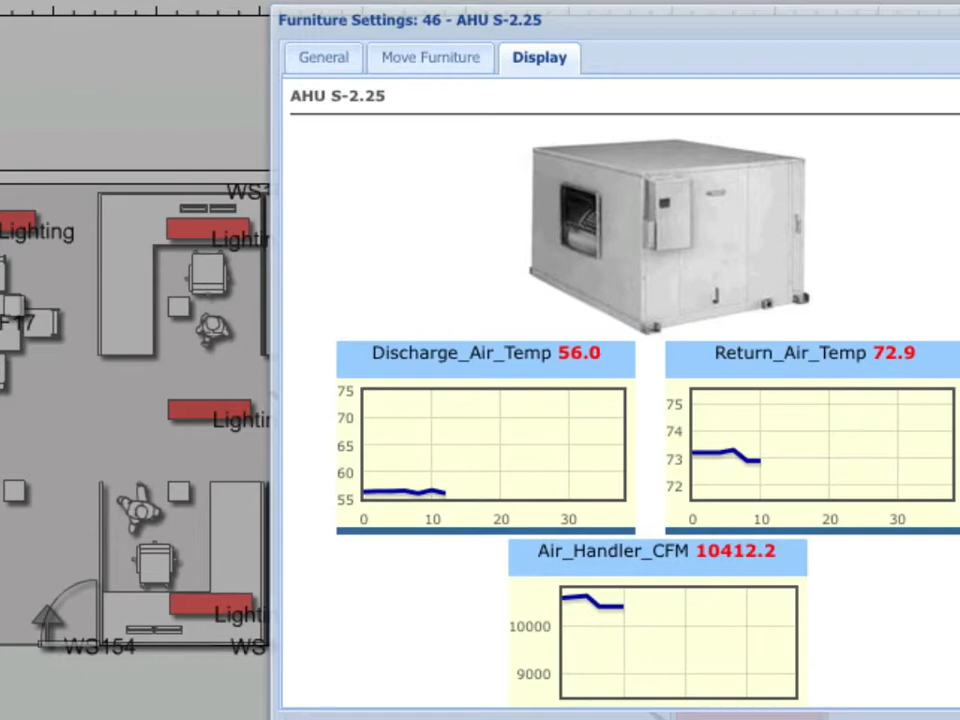 Furniture Settings: 46 - AHU S-2.25
General Move Furniture Display
AHU S-2.25
Lighting
F17
WS154
Discharge_Air_Temp 56.0
75
70
65
60
55
0 10 20 30
Return_Air_Temp 72.9
75
74
73
72
0 10 20 30
Air_Handler_CFM 10412.2
10000
9000